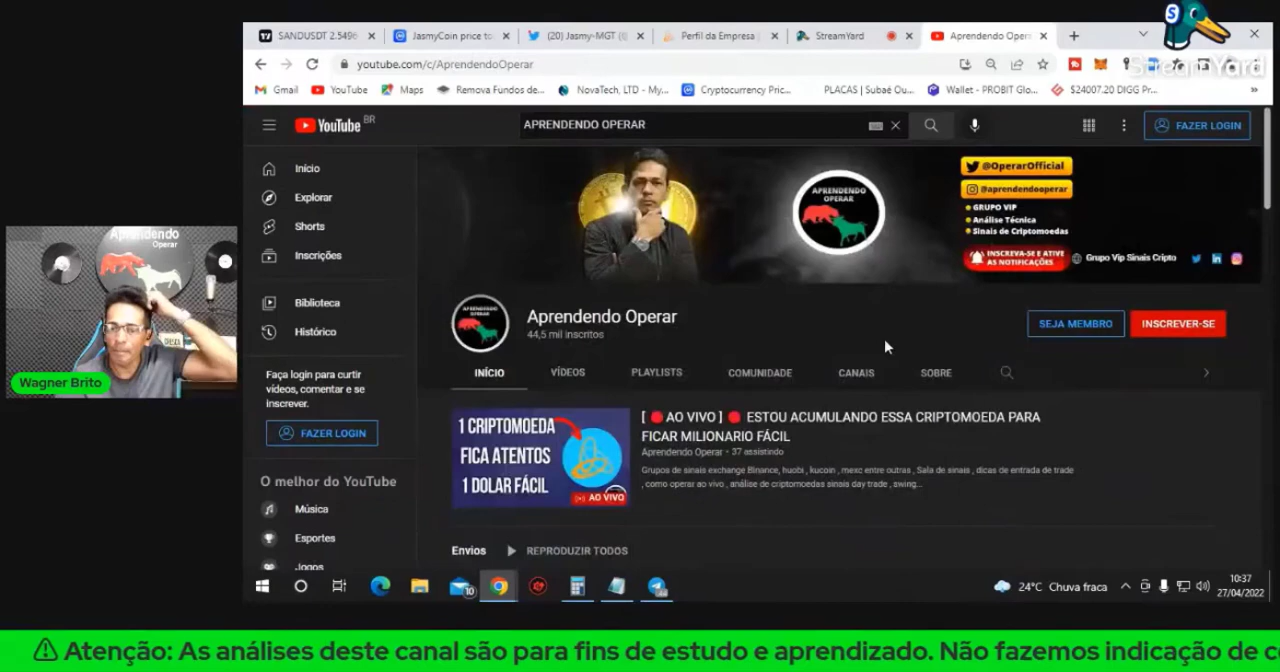 SANDUSDT 2.5496
JasmyCoin price to
(20) Jasmy-MGT (
Perfil da Empresa
StreamYard
Aprendendo Oper
StreamYard
youtube.com/c/AprendendoOperar
Gmail
YouTube
Maps
Remova Fundos de...
NovaTech, LTD - My...
Cryptocurrency Pric...
PLACAS | Subaé Ou...
Wallet - PROBIT Glo...
$24007.20 DIGG Pr...
YouTube BR
APRENDENDO OPERAR
FAZER LOGIN
Início
Explorar
Shorts
Inscrições
Biblioteca
Histórico
Faça login para curtir
vídeos, comentar e se
inscrever.
FAZER LOGIN
O melhor do YouTube
Música
Esportes
Jogos
APRENDENDO
OPERAR
@OperarOfficial
@aprendendooperar
GRUPO VIP
Análise Técnica
Sinais de Criptomoedas
INSCREVA-SE E ATIVE
AS NOTIFICAÇÕES
Grupo Vip Sinais Cripto
APRENDENDO
OPERAR
Aprendendo Operar
44,5 mil inscritos
SEJA MEMBRO
INSCREVER-SE
INÍCIO
VÍDEOS
PLAYLISTS
COMUNIDADE
CANAIS
SOBRE
1 CRIPTOMOEDA
FICA ATENTOS
1 DOLAR FÁCIL
AO VIVO
[ 🔴 AO VIVO ] 🔴 ESTOU ACUMULANDO ESSA CRIPTOMOEDA PARA
FICAR MILIONARIO FÁCIL
Aprendendo Operar • 37 assistindo
Grupos de sinais exchange Binance, huobi , kucoin , mexc entre outras , Sala de sinais , dicas de entrada de trade
, como operar ao vivo , análise de criptomoedas sinais day trade , swing...
Envios
REPRODUZIR TODOS
Aprendendo
Operar
Wagner Brito
10
24°C Chuva fraca
10:37
27/04/2022
Atenção: As análises deste canal são para fins de estudo e aprendizado. Não fazemos indicação de c